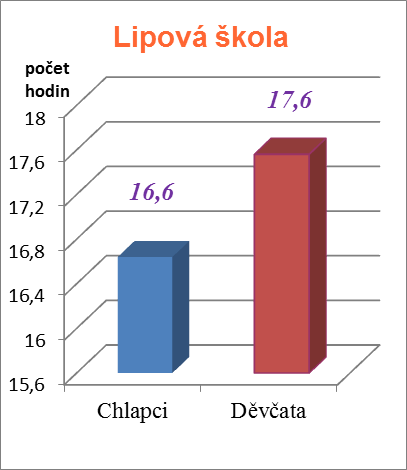 Lipová škola
počet
hodin
18
17,6
17,2
16,8
16,4
16
15,6
16,6
17,6
Chlapci
Děvčata